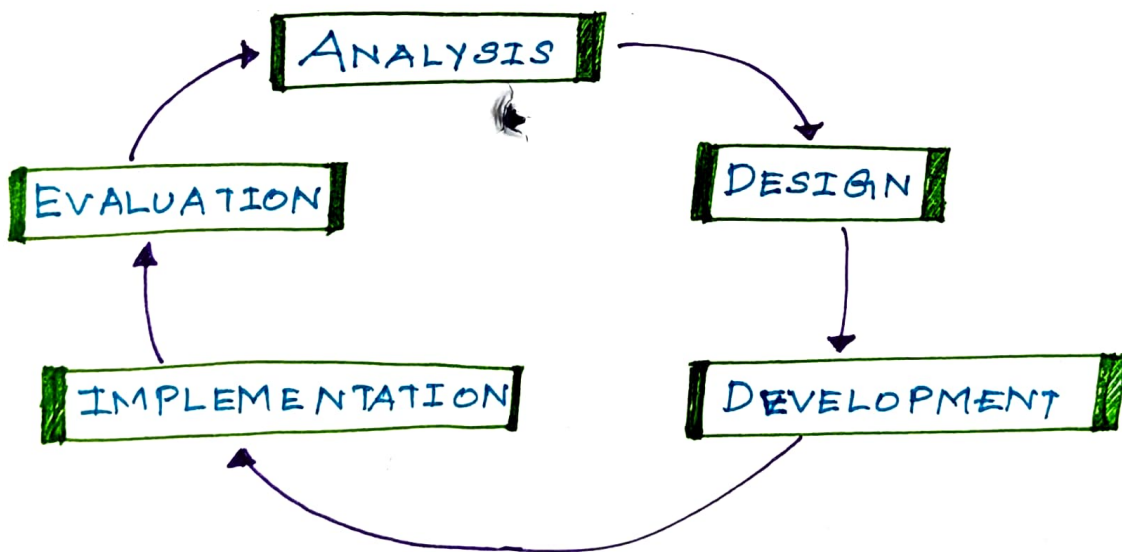 ANALYSIS
DESIGN
DEVELOPMENT
IMPLEMENTATION
EVALUATION